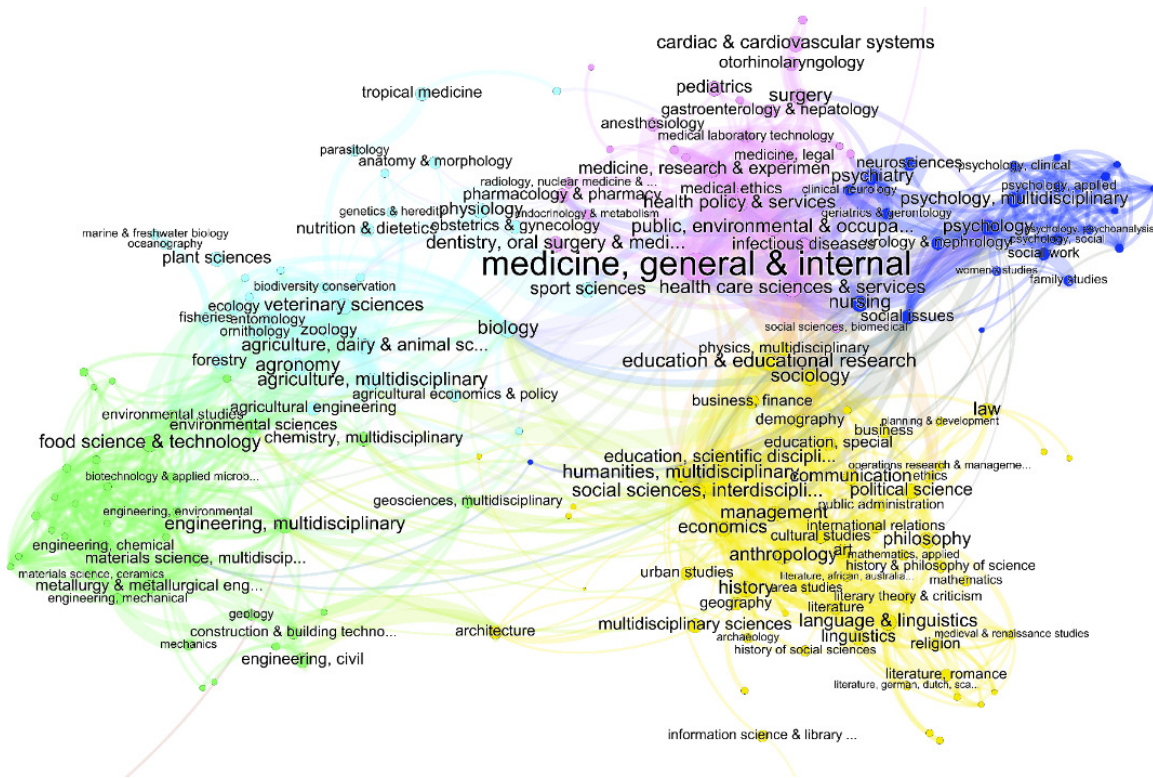 cardiac & cardiovascular systems
otorhinolaryngology
pediatrics
surgery
tropical medicine
gastroenterology & hepatology
anesthesiology
medical laboratory technology
parasitology
anatomy & morphology
medicine, legal
medicine, research & experimen
neurosciences
psychology, clinical
psychiatry
radiology, nuclear medicine & ...
medical ethics
clinical neurology
psychology, applied
pharmacology & pharmacy
health policy & services
psychology, multidisciplinary
genetics & heredity
physiology
endocrinology & metabolism
geriatrics & gerontology
nutrition & dietetics
obstetrics & gynecology
public, environmental & occupa...
psychology
psychology, psychoanalysis
marine & freshwater biology
oceanography
dentistry, oral surgery & medi...
infectious diseases
urology & nephrology
psychology, social
social work
plant sciences
medicine, general & internal
women's studies
family studies
biodiversity conservation
sport sciences
health care sciences & services
ecology
veterinary sciences
nursing
fisheries
entomology
social issues
ornithology
zoology
biology
social sciences, biomedical
agriculture, dairy & animal sc...
physics, multidisciplinary
forestry
agronomy
education & educational research
agriculture, multidisciplinary
sociology
agricultural economics & policy
business, finance
environmental studies
agricultural engineering
law
demography
planning & development
environmental sciences
business
food science & technology
chemistry, multidisciplinary
education, special
education, scientific discipli...
biotechnology & applied microb...
humanities, multidisciplinary
operations research & manageme...
communication
ethics
social sciences, interdiscipli...
political science
geosciences, multidisciplinary
public administration
engineering, environmental
management
engineering, multidisciplinary
economics
international relations
cultural studies
philosophy
engineering, chemical
anthropology
art
mathematics, applied
materials science, multidiscip...
history & philosophy of science
materials science, ceramics
urban studies
literature, african, australia...
mathematics
metallurgy & metallurgical eng...
history
area studies
engineering, mechanical
literary theory & criticism
geography
literature
geology
multidisciplinary sciences
language & linguistics
construction & building techno...
architecture
archaeology
linguistics
medieval & renaissance studies
mechanics
history of social sciences
religion
engineering, civil
literature, romance
literature, german, dutch, sca...
information science & library ...